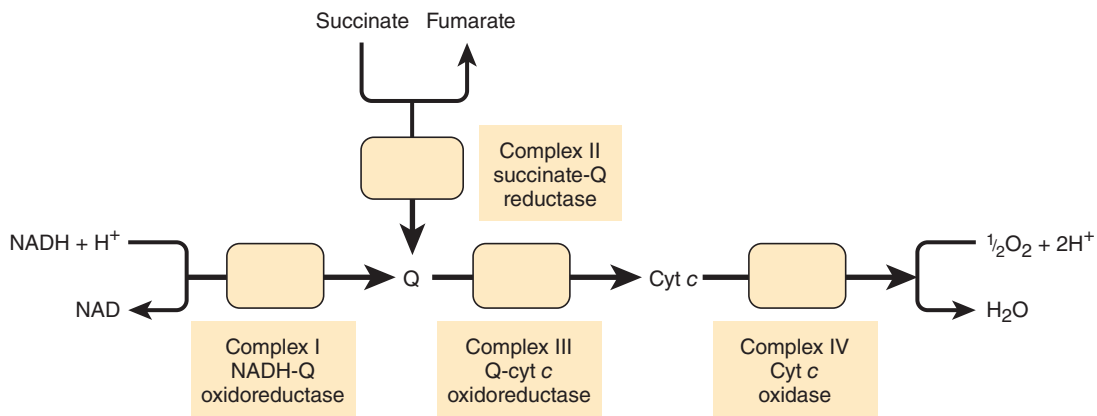 Succinate Fumarate
Complex II
succinate-Q
reductase
NADH + H⁺
NAD
Q
Cyt c
½O₂ + 2H⁺
H₂O
Complex I
NADH-Q
oxidoreductase
Complex III
Q-cyt c
oxidoreductase
Complex IV
Cyt c
oxidase